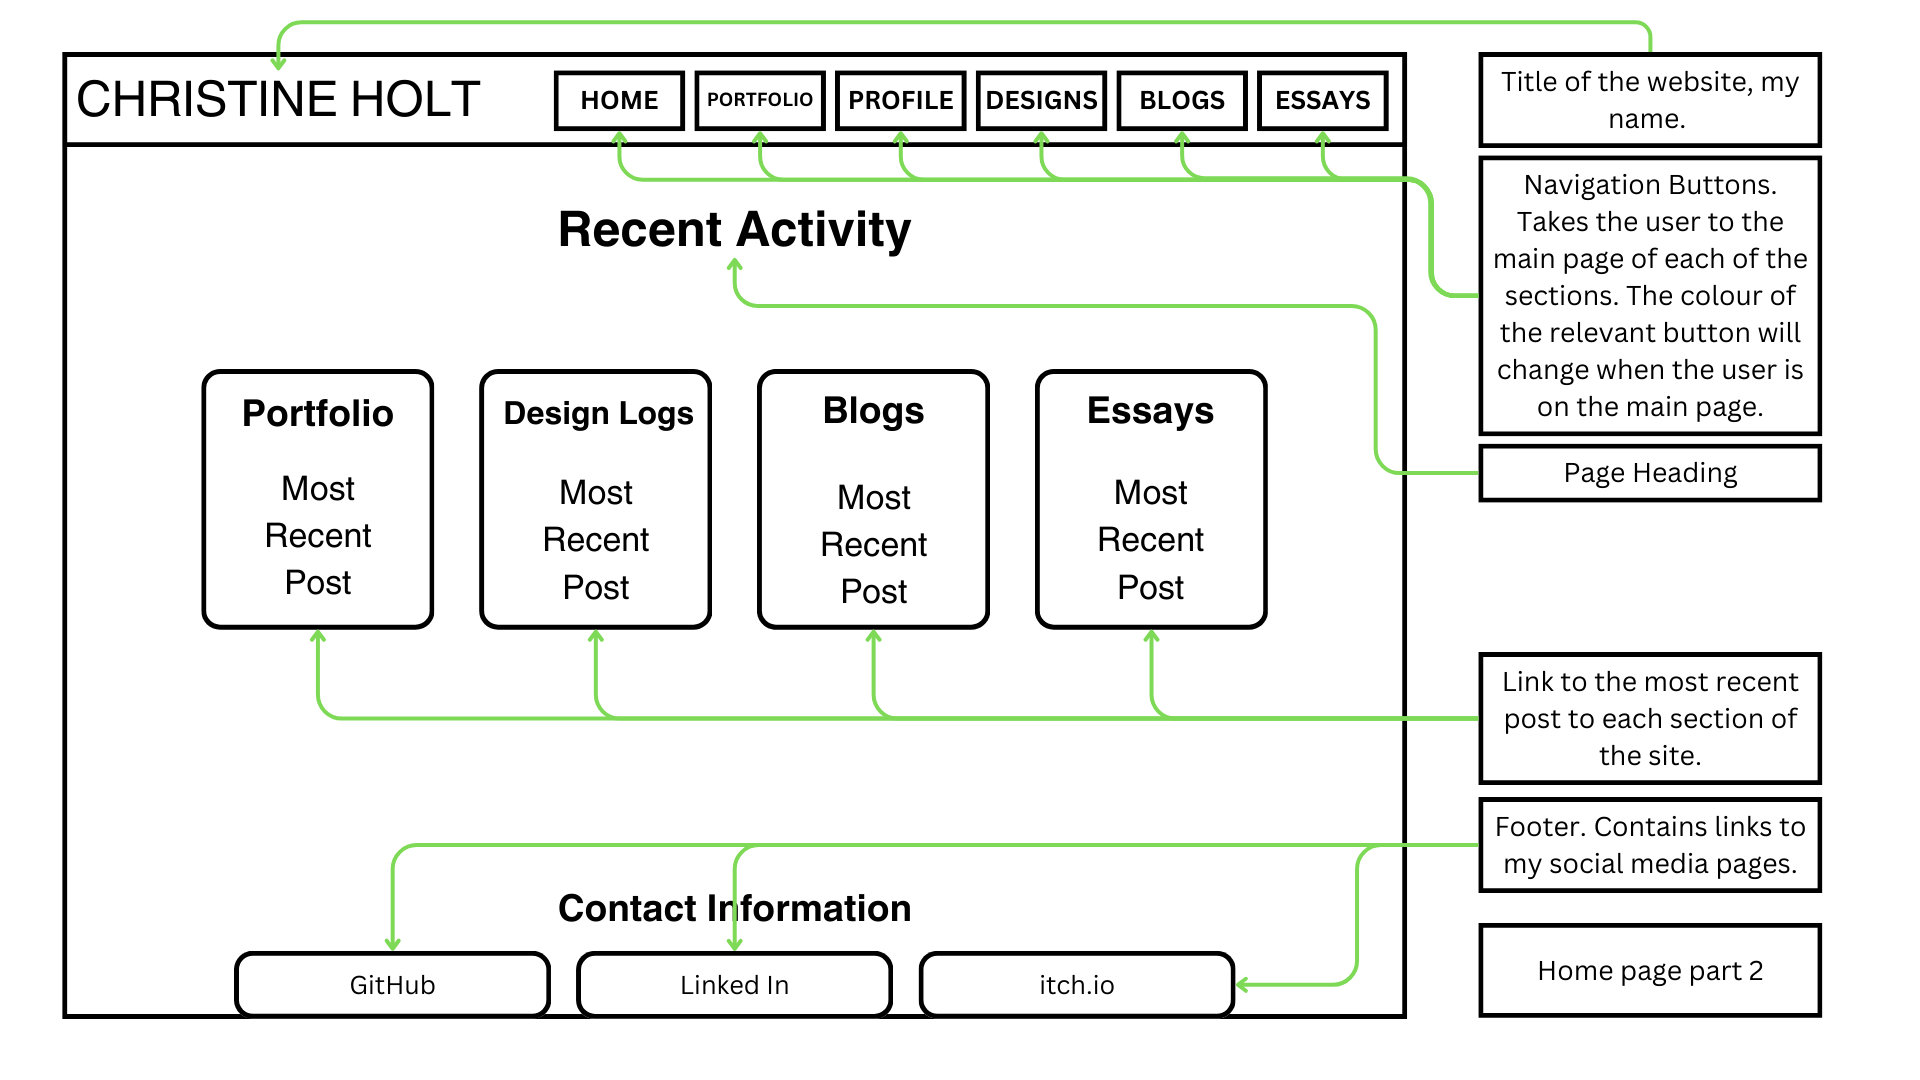 CHRISTINE HOLT
HOME
PORTFOLIO
PROFILE
DESIGNS
BLOGS
ESSAYS
Recent Activity
Portfolio
Most
Recent
Post
Design Logs
Most
Recent
Post
Blogs
Most
Recent
Post
Essays
Most
Recent
Post
Contact Information
GitHub
Linked In
itch.io
Title of the website, my
name.
Navigation Buttons.
Takes the user to the
main page of each of the
sections. The colour of
the relevant button will
change when the user is
on the main page.
Page Heading
Link to the most recent
post to each section of
the site.
Footer. Contains links to
my social media pages.
Home page part 2